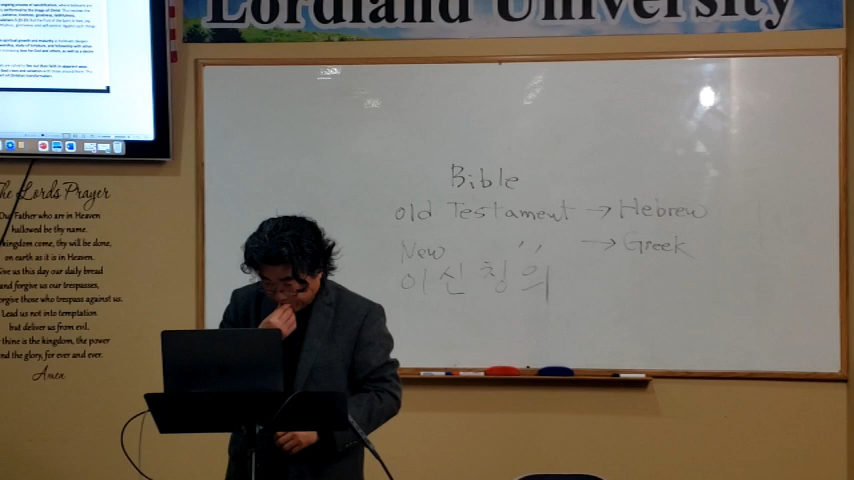 Lordland University
Bible
old Testament → Hebrew
New '' → Greek
이신칭의
The Lords Prayer
Our Father who are in Heaven
hallowed be thy name.
kingdom come, thy will be done,
on earth as it is in Heaven.
Give us this day our daily bread
and forgive us our trespasses,
forgive those who trespass against us.
Lead us not into temptation
but deliver us from evil.
thine is the kingdom, the power
and the glory, for ever and ever.
Amen